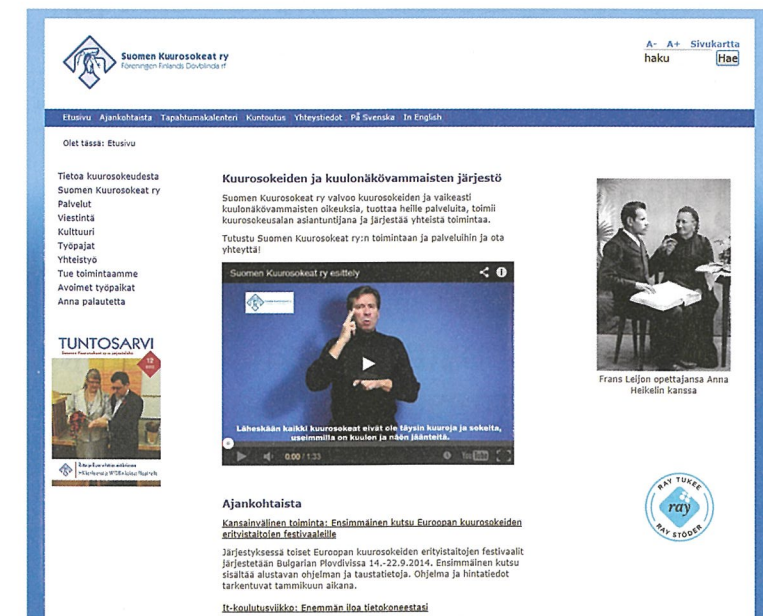 Suomen Kuurosokeat ry
Föreningen Finlands Dövblinda rf
A- A+ Sivukartta
haku Hae
Etusivu Ajankohtaista Tapahtumakalenteri Kuntoutus Yhteystiedot På Svenska In English
Olet tässä: Etusivu
Tietoa kuurosokeudesta
Suomen Kuurosokeat ry
Palvelut
Viestintä
Kulttuuri
Työpajat
Yhteistyö
Tue toimintaamme
Avoimet työpaikat
Anna palautetta
TUNTOSARVI
Suomen Kuurosokeat ry:n
12
Kuurosokeiden ja kuulonäkövammaisten järjestö
Suomen Kuurosokeat ry valvoo kuurosokeiden ja vaikeasti
kuulonäkövammaisten oikeuksia, tuottaa heille palveluita, toimii
kuurosokeusalan asiantuntijana ja järjestää yhteistä toimintaa.
Tutustu Suomen Kuurosokeat ry:n toimintaan ja palveluihin ja ota
yhteyttä!
Suomen Kuurosokeat ry esittely
Läheskään kaikki kuurosokeat eivät ole täysin kuuroja ja sokeita,
useimmilla on kuulon ja näön jäänteitä.
0:00 / 1:33
YouTube
Frans Leijon opettajansa Anna
Heikelin kanssa
RAY TUKEE
ray
RAY STÖDER
Ajankohtaista
Kansainvälinen toiminta: Ensimmäinen kutsu Euroopan kuurosokeiden
erityistaitojen festivaaleille
Järjestyksessä toiset Euroopan kuurosokeiden erityistaitojen festivaalit
järjestetään Bulgarian Plovdivissa 14.-22.9.2014. Ensimmäinen kutsu
sisältää alustavan ohjelman ja taustatietoja. Ohjelma ja hintatiedot
tarkentuvat tammikuun aikana.
It-koulutusviikko: Enemmän iloa tietokoneestasi